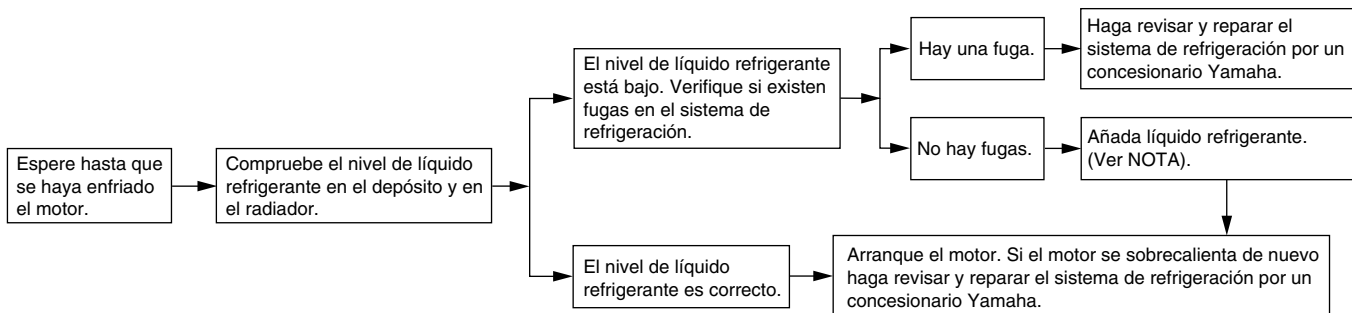 Espere hasta que
se haya enfriado
el motor.
Compruebe el nivel de líquido
refrigerante en el depósito y en
el radiador.
El nivel de líquido refrigerante
está bajo. Verifique si existen
fugas en el sistema de
refrigeración.
Hay una fuga.
Haga revisar y reparar el
sistema de refrigeración por un
concesionario Yamaha.
No hay fugas.
Añada líquido refrigerante.
(Ver NOTA).
El nivel de líquido
refrigerante es correcto.
Arranque el motor. Si el motor se sobrecalienta de nuevo
haga revisar y reparar el sistema de refrigeración por un
concesionario Yamaha.